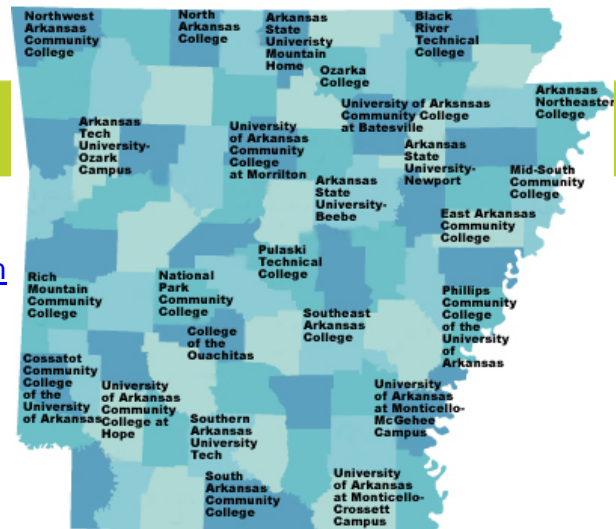 Northwest
Arkansas
Community
College
North
Arkansas
College
Arkansas
State
Univeristy
Mountain
Home
Black
River
Technical
College
Ozarka
College
Arkansas
Northeastern
College
University of Arksnsas
Community College
at Batesville
Arkansas
Tech
University-
Ozark
Campus
University
of Arkansas
Community
College
at Morrilton
Arkansas
State
University-
Newport
Mid-South
Community
College
Arkansas
State
University-
Beebe
East Arkansas
Community
College
Pulaski
Technical
College
n
Rich
Mountain
Community
College
National
Park
Community
College
Phillips
Community
College
of the
University
of
Arkansas
Southeast
Arkansas
College
College
of the
Ouachitas
Cossatot
Community
College
of the
University
of Arkansas
University
of Arkansas
Community
College at
Hope
University
of Arkansas
at Monticello-
McGehee
Campus
Southern
Arkansas
University
Tech
South
Arkansas
Community
College
University
of Arkansas
at Monticello-
Crossett
Campus